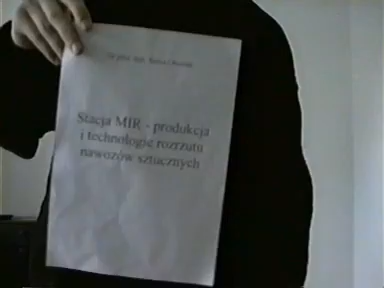 Stacja MIR - produkcja
i technologie rozrzutu
nawozów sztucznych